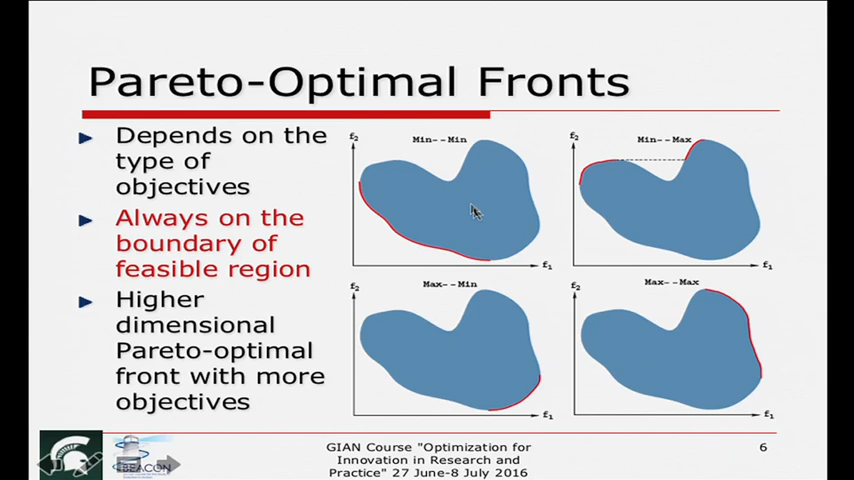 Pareto-Optimal Fronts
Depends on the
type of
objectives
Always on the
boundary of
feasible region
Higher
dimensional
Pareto-optimal
front with more
objectives
f2
Min--Min
f1
f2
Min--Max
f1
f2
Max--Min
f1
f2
Max--Max
f1
BEACON
GIAN Course "Optimization for
Innovation in Research and
Practice" 27 June-8 July 2016
6